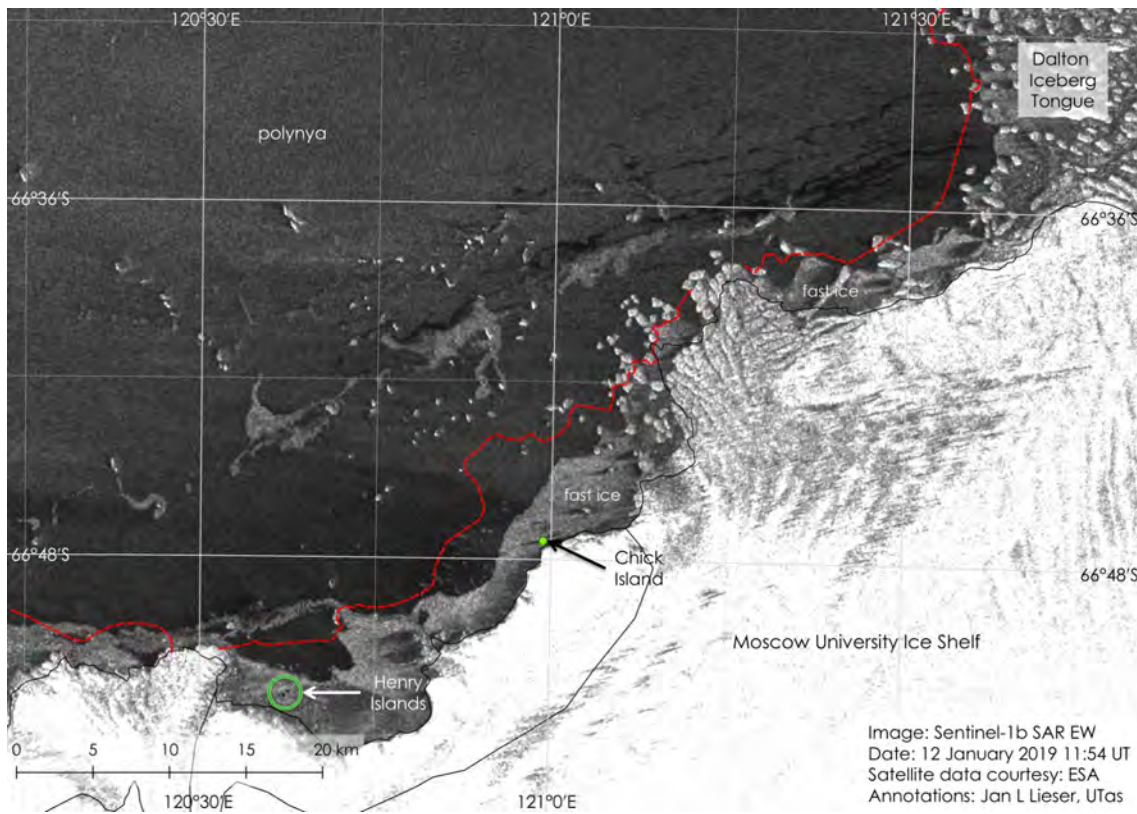 120°30'E
121°0'E
121°30'E
Dalton
Iceberg
Tongue
polynya
66°36'S
66°36'S
fast ice
fast ice
66°48'S
Chick
Island
66°48'S
Moscow University Ice Shelf
Henry
Islands
0 5 10 15 20 km
Image: Sentinel-1b SAR EW
Date: 12 January 2019 11:54 UT
Satellite data courtesy: ESA
Annotations: Jan L Lieser, UTas
120°30'E
121°0'E